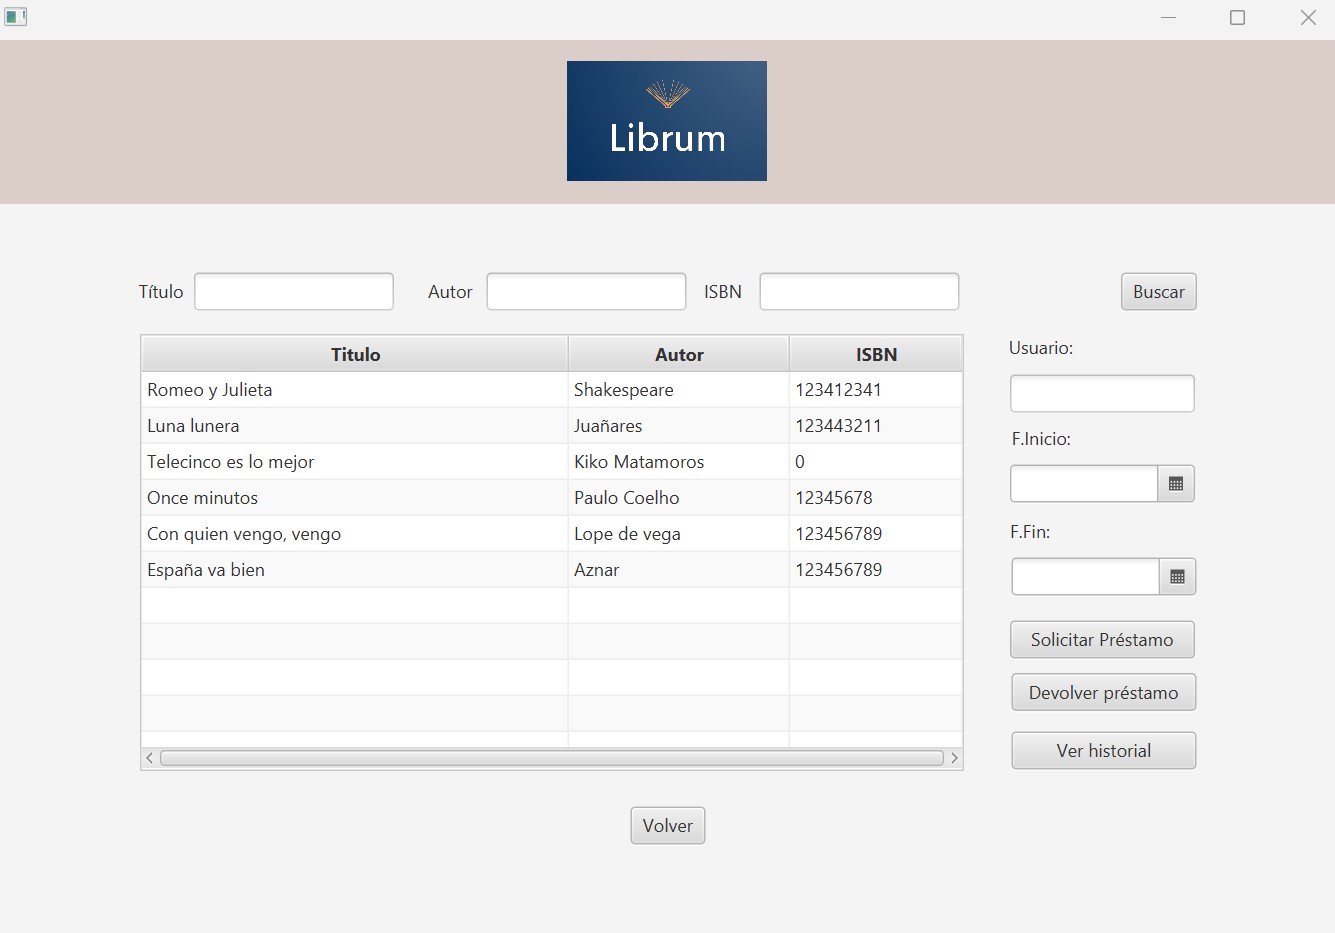 Librum
Título Autor ISBN Buscar
Titulo Autor ISBN
Romeo y Julieta Shakespeare 123412341
Luna lunera Juañares 123443211
Telecinco es lo mejor Kiko Matamoros 0
Once minutos Paulo Coelho 12345678
Con quien vengo, vengo Lope de vega 123456789
España va bien Aznar 123456789
Usuario:
F.Inicio:
F.Fin:
Solicitar Préstamo
Devolver préstamo
Ver historial
Volver